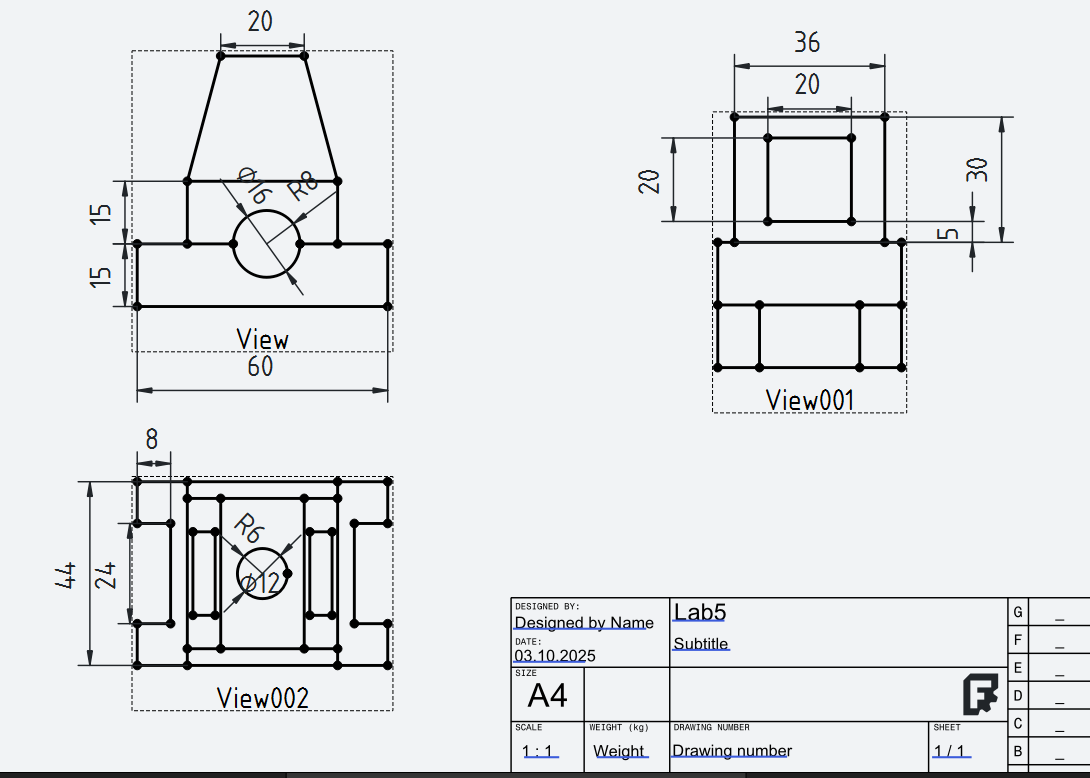 20
36
20
Ø16
R8
15
15
20
30
5
View
60
View001
8
R6
Ø12
44
24
View002
DESIGNED BY:
Designed by Name
DATE:
03.10.2025
Lab5
Subtitle
SIZE
A4
SCALE
1 : 1
WEIGHT (kg)
Weight
DRAWING NUMBER
Drawing number
SHEET
1 / 1
G _
F _
E _
D _
C _
B _